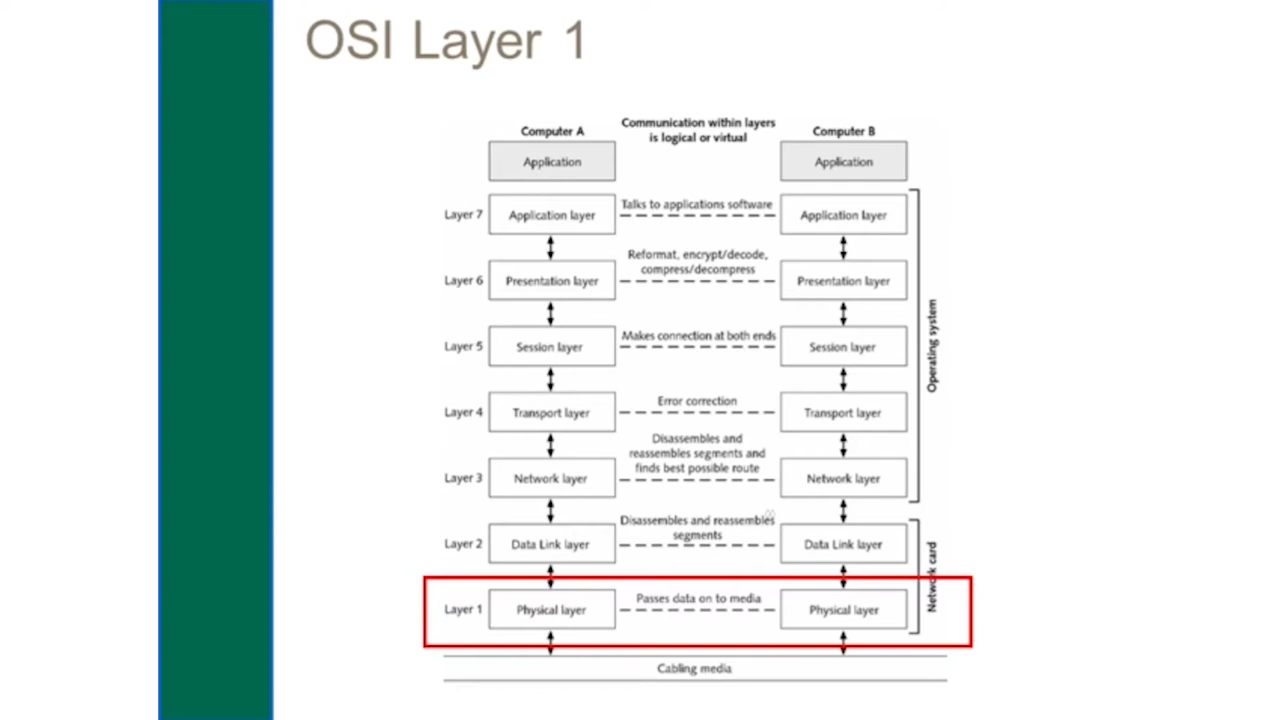 OSI Layer 1
Communication within layers
is logical or virtual
Computer A
Computer B
Application
Application
Layer 7
Application layer
Talks to applications software
Application layer
Layer 6
Presentation layer
Reformat, encrypt/decode,
compress/decompress
Presentation layer
Layer 5
Session layer
Makes connection at both ends
Session layer
Layer 4
Transport layer
Error correction
Transport layer
Layer 3
Network layer
Disassembles and
reassembles segments and
finds best possible route
Network layer
Operating system
Layer 2
Data Link layer
Disassembles and reassembles
segments
Data Link layer
Layer 1
Physical layer
Passes data on to media
Physical layer
Network card
Cabling media